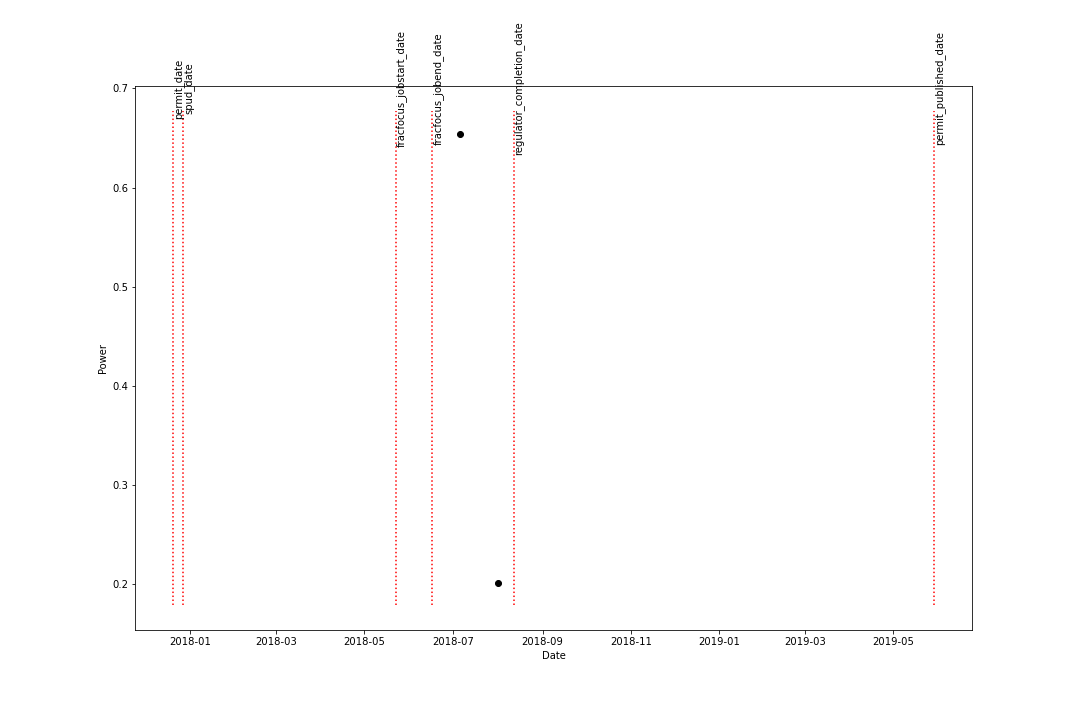 permit_date
spud_date
fracfocus_jobstart_date
fracfocus_jobend_date
regulator_completion_date
permit_published_date
0.7
0.6
0.5
0.4
0.3
0.2
Power
2018-01 2018-03 2018-05 2018-07 2018-09 2018-11 2019-01 2019-03 2019-05
Date